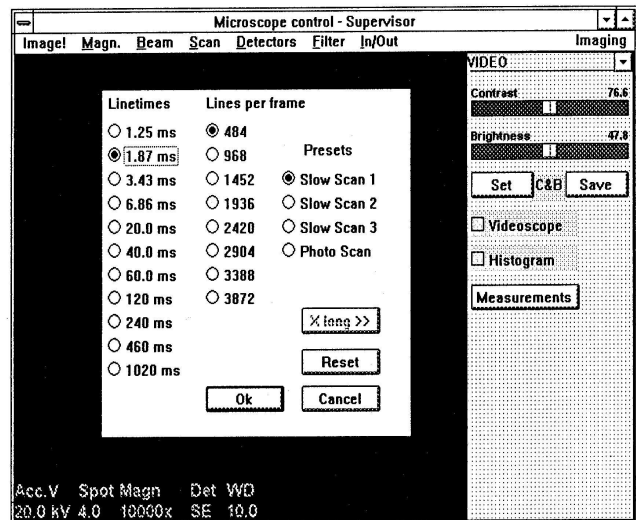 Microscope control - Supervisor
Image! Magn. Beam Scan Detectors Filter In/Out Imaging
VIDEO
Contrast 76.6
Brightness 47.8
Set C&B Save
Videoscope
Histogram
Measurements
Linetimes
1.25 ms
1.87 ms
3.43 ms
6.86 ms
20.0 ms
40.0 ms
60.0 ms
120 ms
240 ms
460 ms
1020 ms
Lines per frame
484
968
1452
1936
2420
2904
3388
3872
Presets
Slow Scan 1
Slow Scan 2
Slow Scan 3
Photo Scan
X long >>
Reset
Ok Cancel
Acc.V Spot Magn Det WD
20.0 kV 4.0 10000x SE 10.0